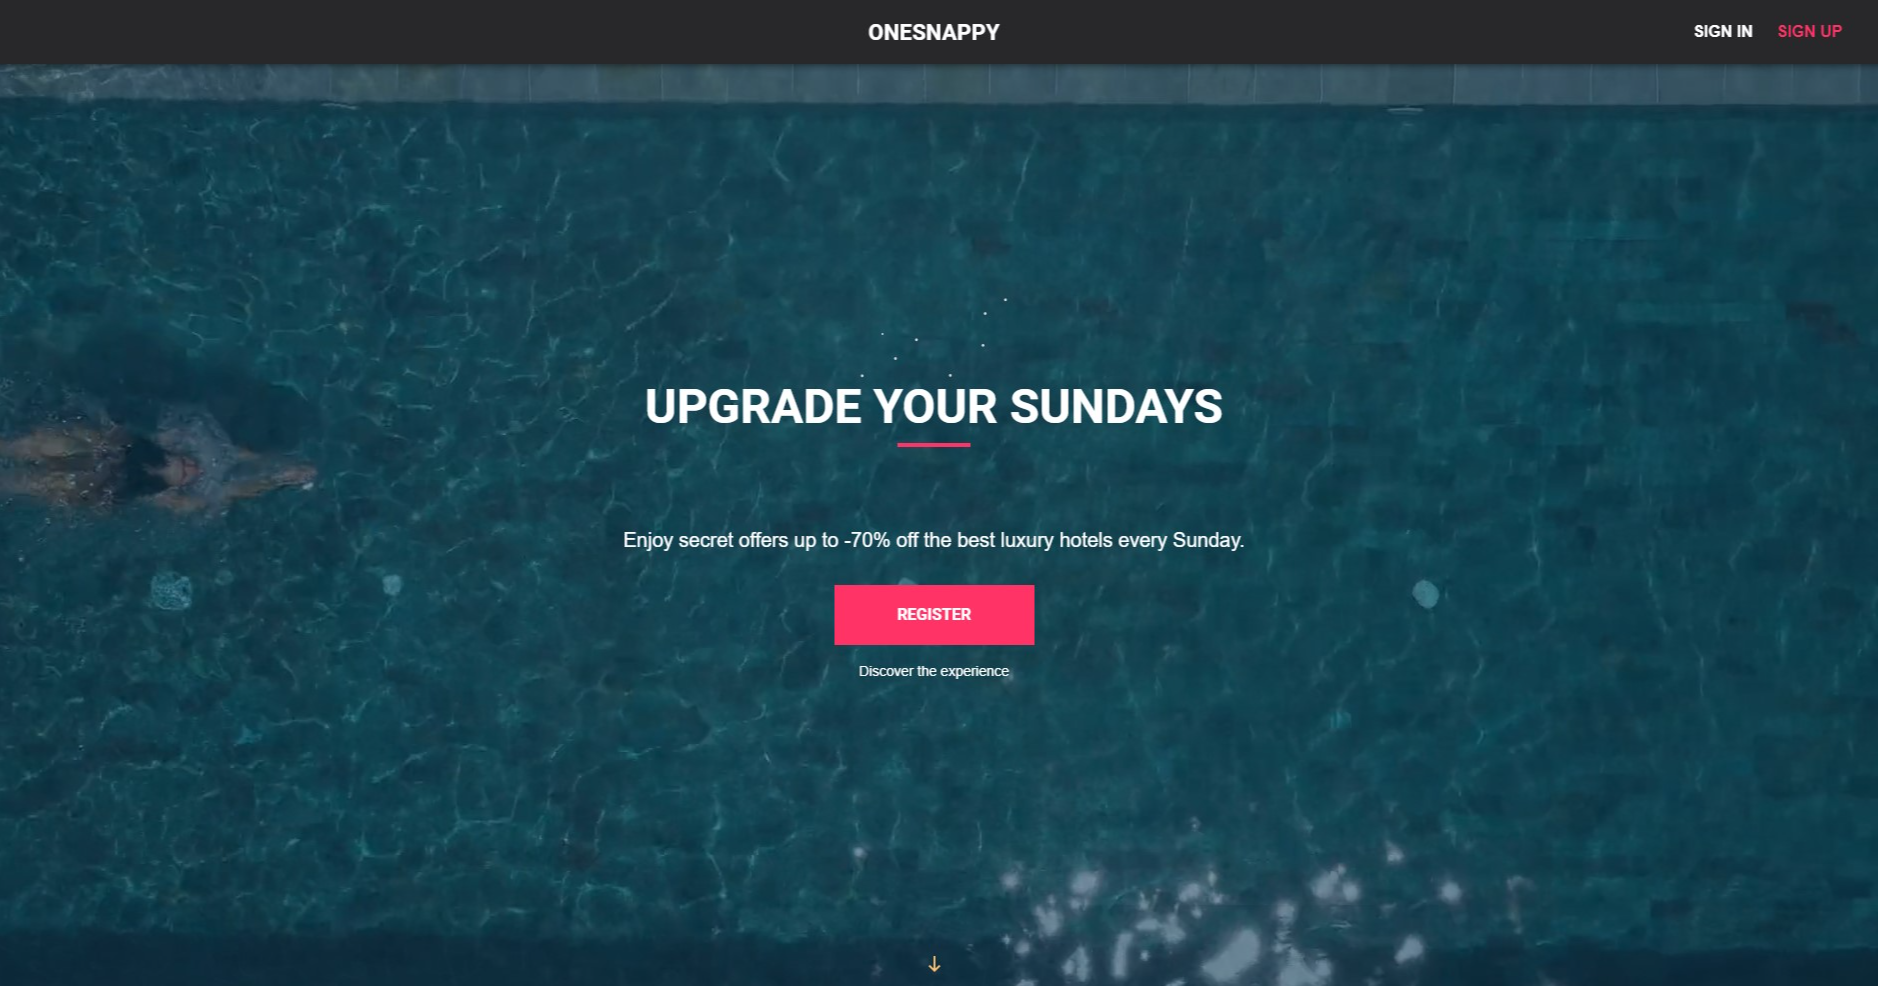 ONESNAPPY
SIGN IN SIGN UP
UPGRADE YOUR SUNDAYS
Enjoy secret offers up to -70% off the best luxury hotels every Sunday.
REGISTER
Discover the experience